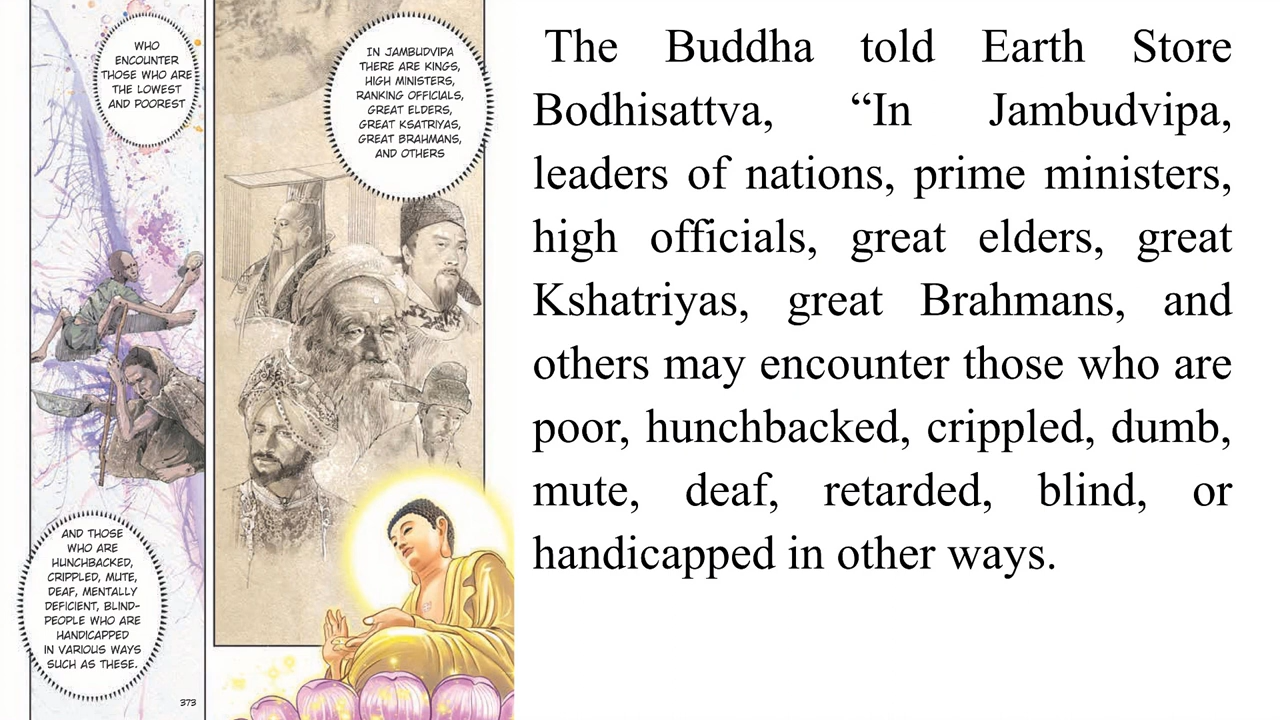 WHO
ENCOUNTER
THOSE WHO ARE
THE LOWEST
AND POOREST
IN JAMBUDVIPA
THERE ARE KINGS,
HIGH MINISTERS,
RANKING OFFICIALS,
GREAT ELDERS,
GREAT KSATRIYAS,
GREAT BRAHMANS,
AND OTHERS
AND THOSE
WHO ARE
HUNCHBACKED,
CRIPPLED, MUTE,
DEAF, MENTALLY
DEFICIENT, BLIND-
PEOPLE WHO ARE
HANDICAPPED
IN VARIOUS WAYS
SUCH AS THESE.
373
The Buddha told Earth Store
Bodhisattva, “In Jambudvipa,
leaders of nations, prime ministers,
high officials, great elders, great
Kshatriyas, great Brahmans, and
others may encounter those who are
poor, hunchbacked, crippled, dumb,
mute, deaf, retarded, blind, or
handicapped in other ways.